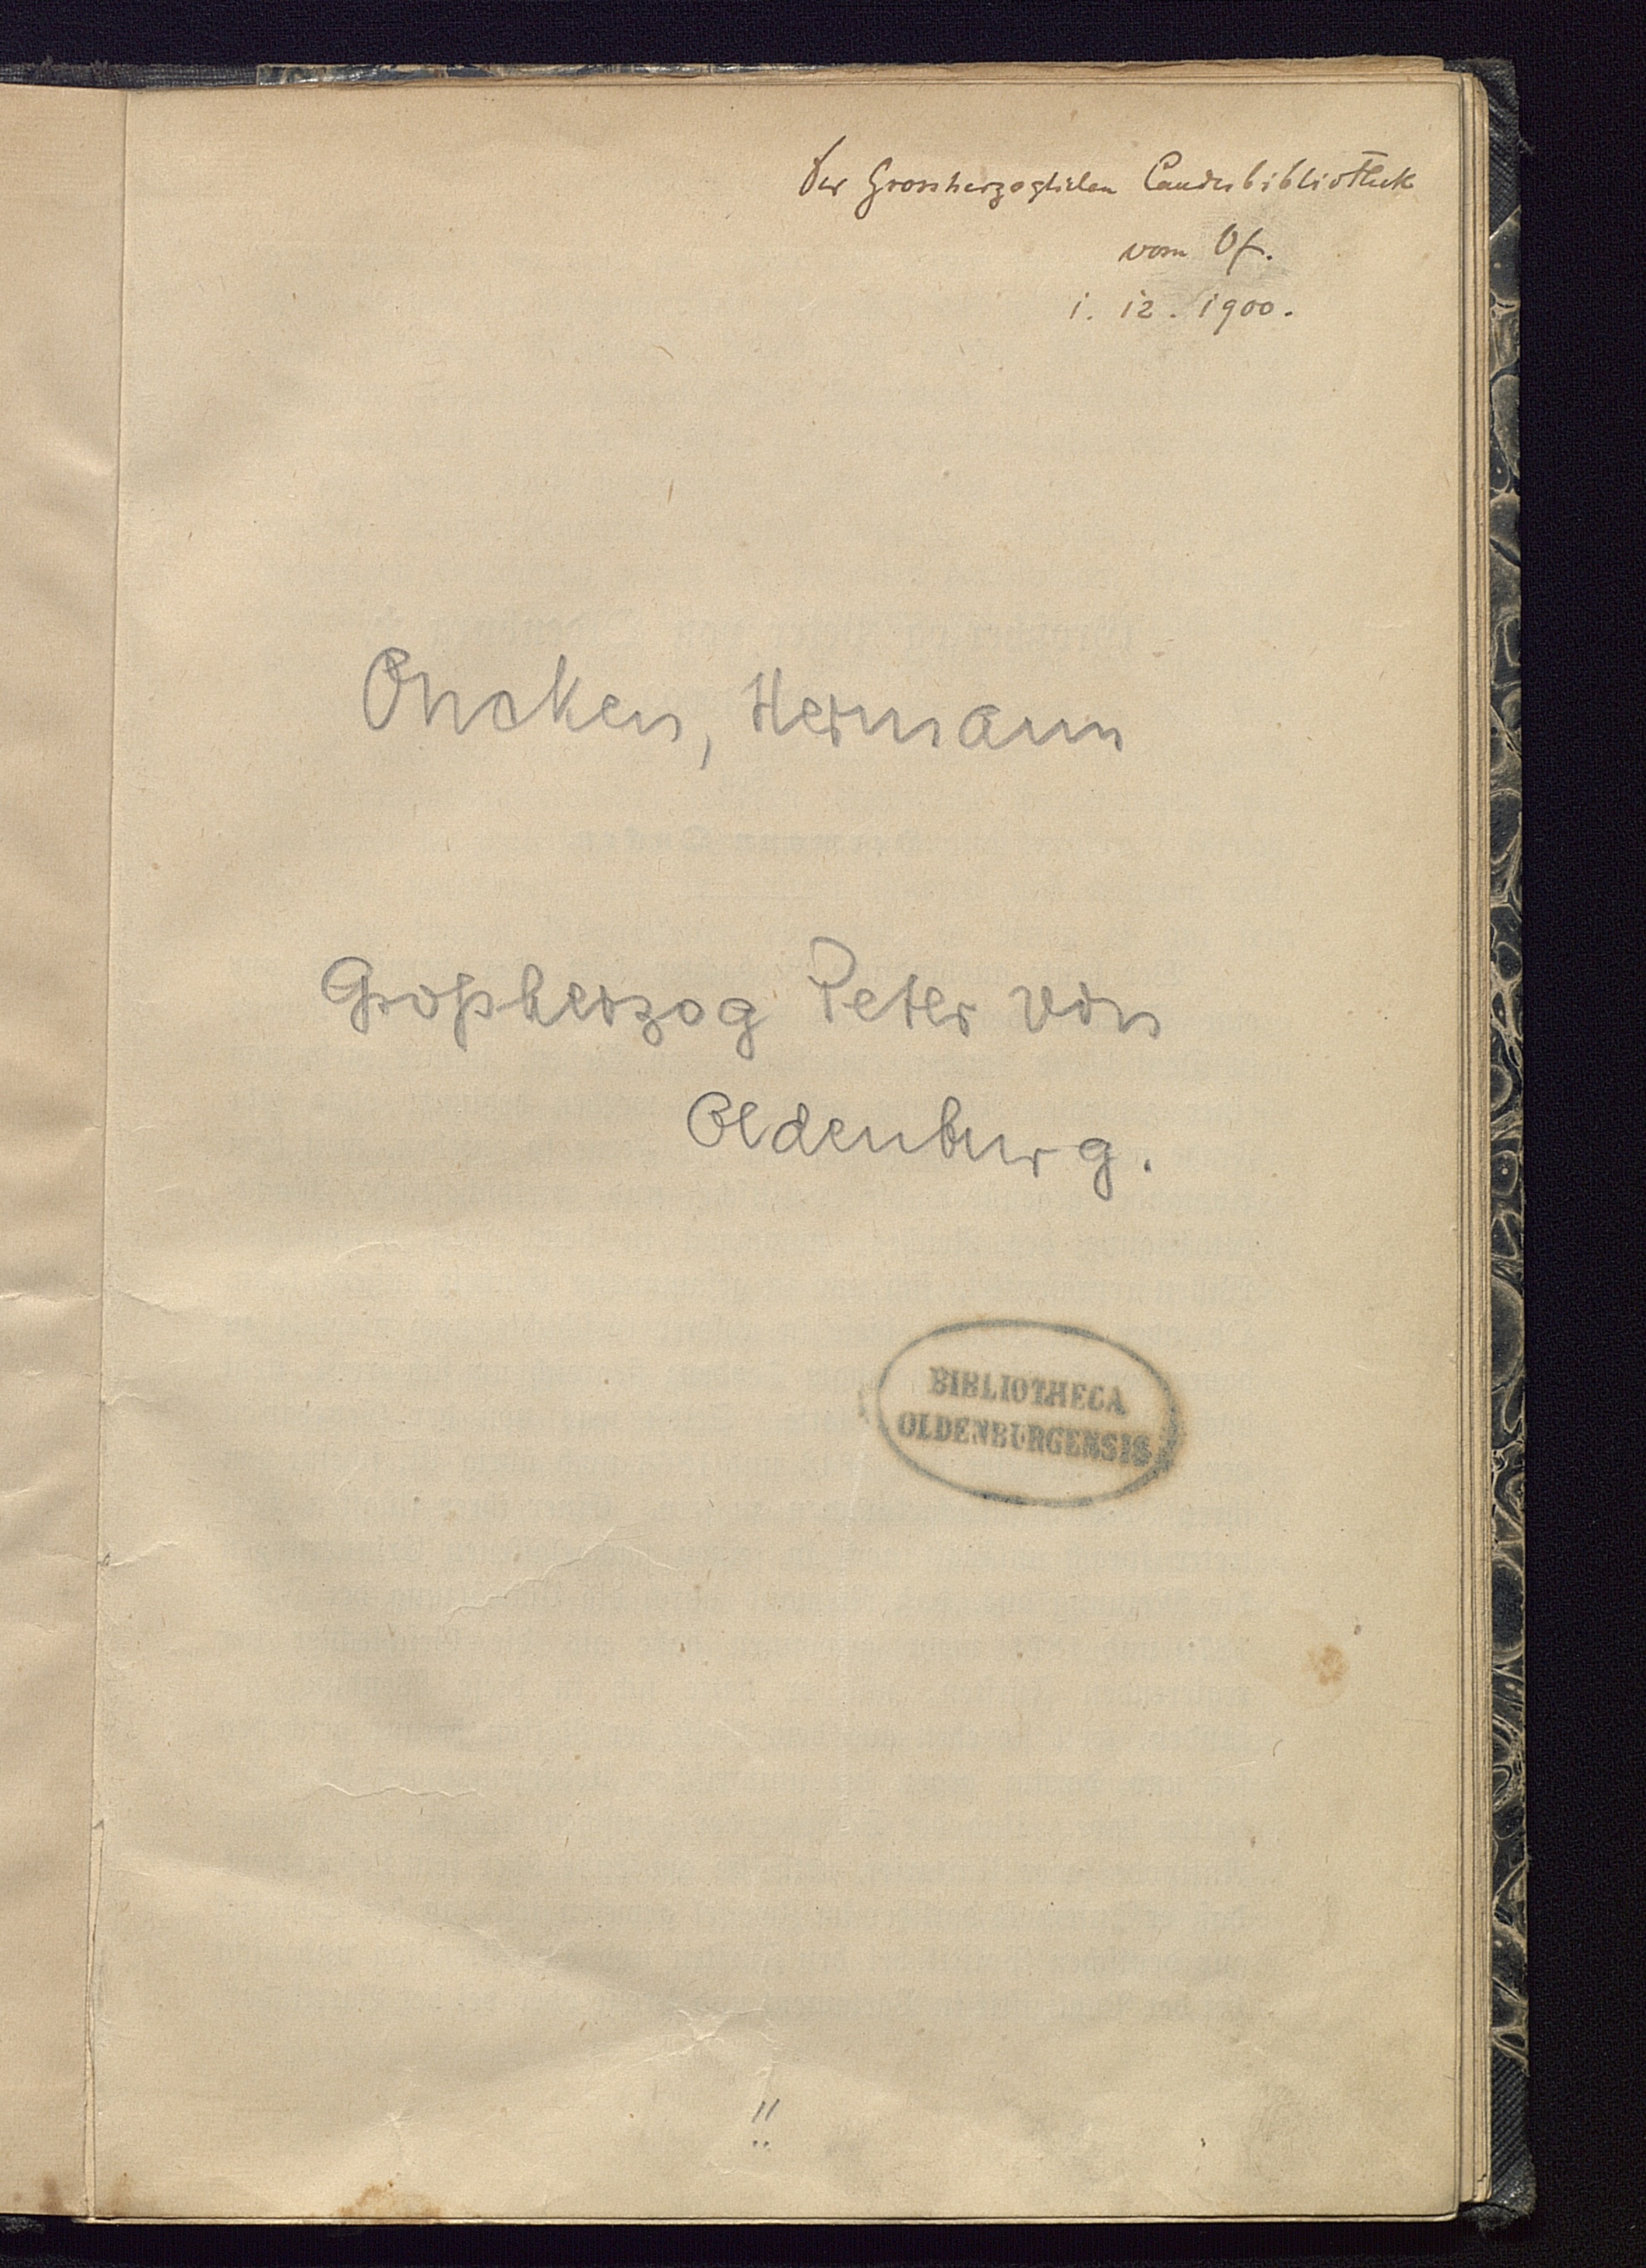 Der Grossherzoglichen Landesbibliothek
vom Vf.
1. 12. 1900.
Oncken, Hermann
Großherzog Peter von
Oldenburg.
BIBLIOTHECA
OLDENBURGENSIS
!!